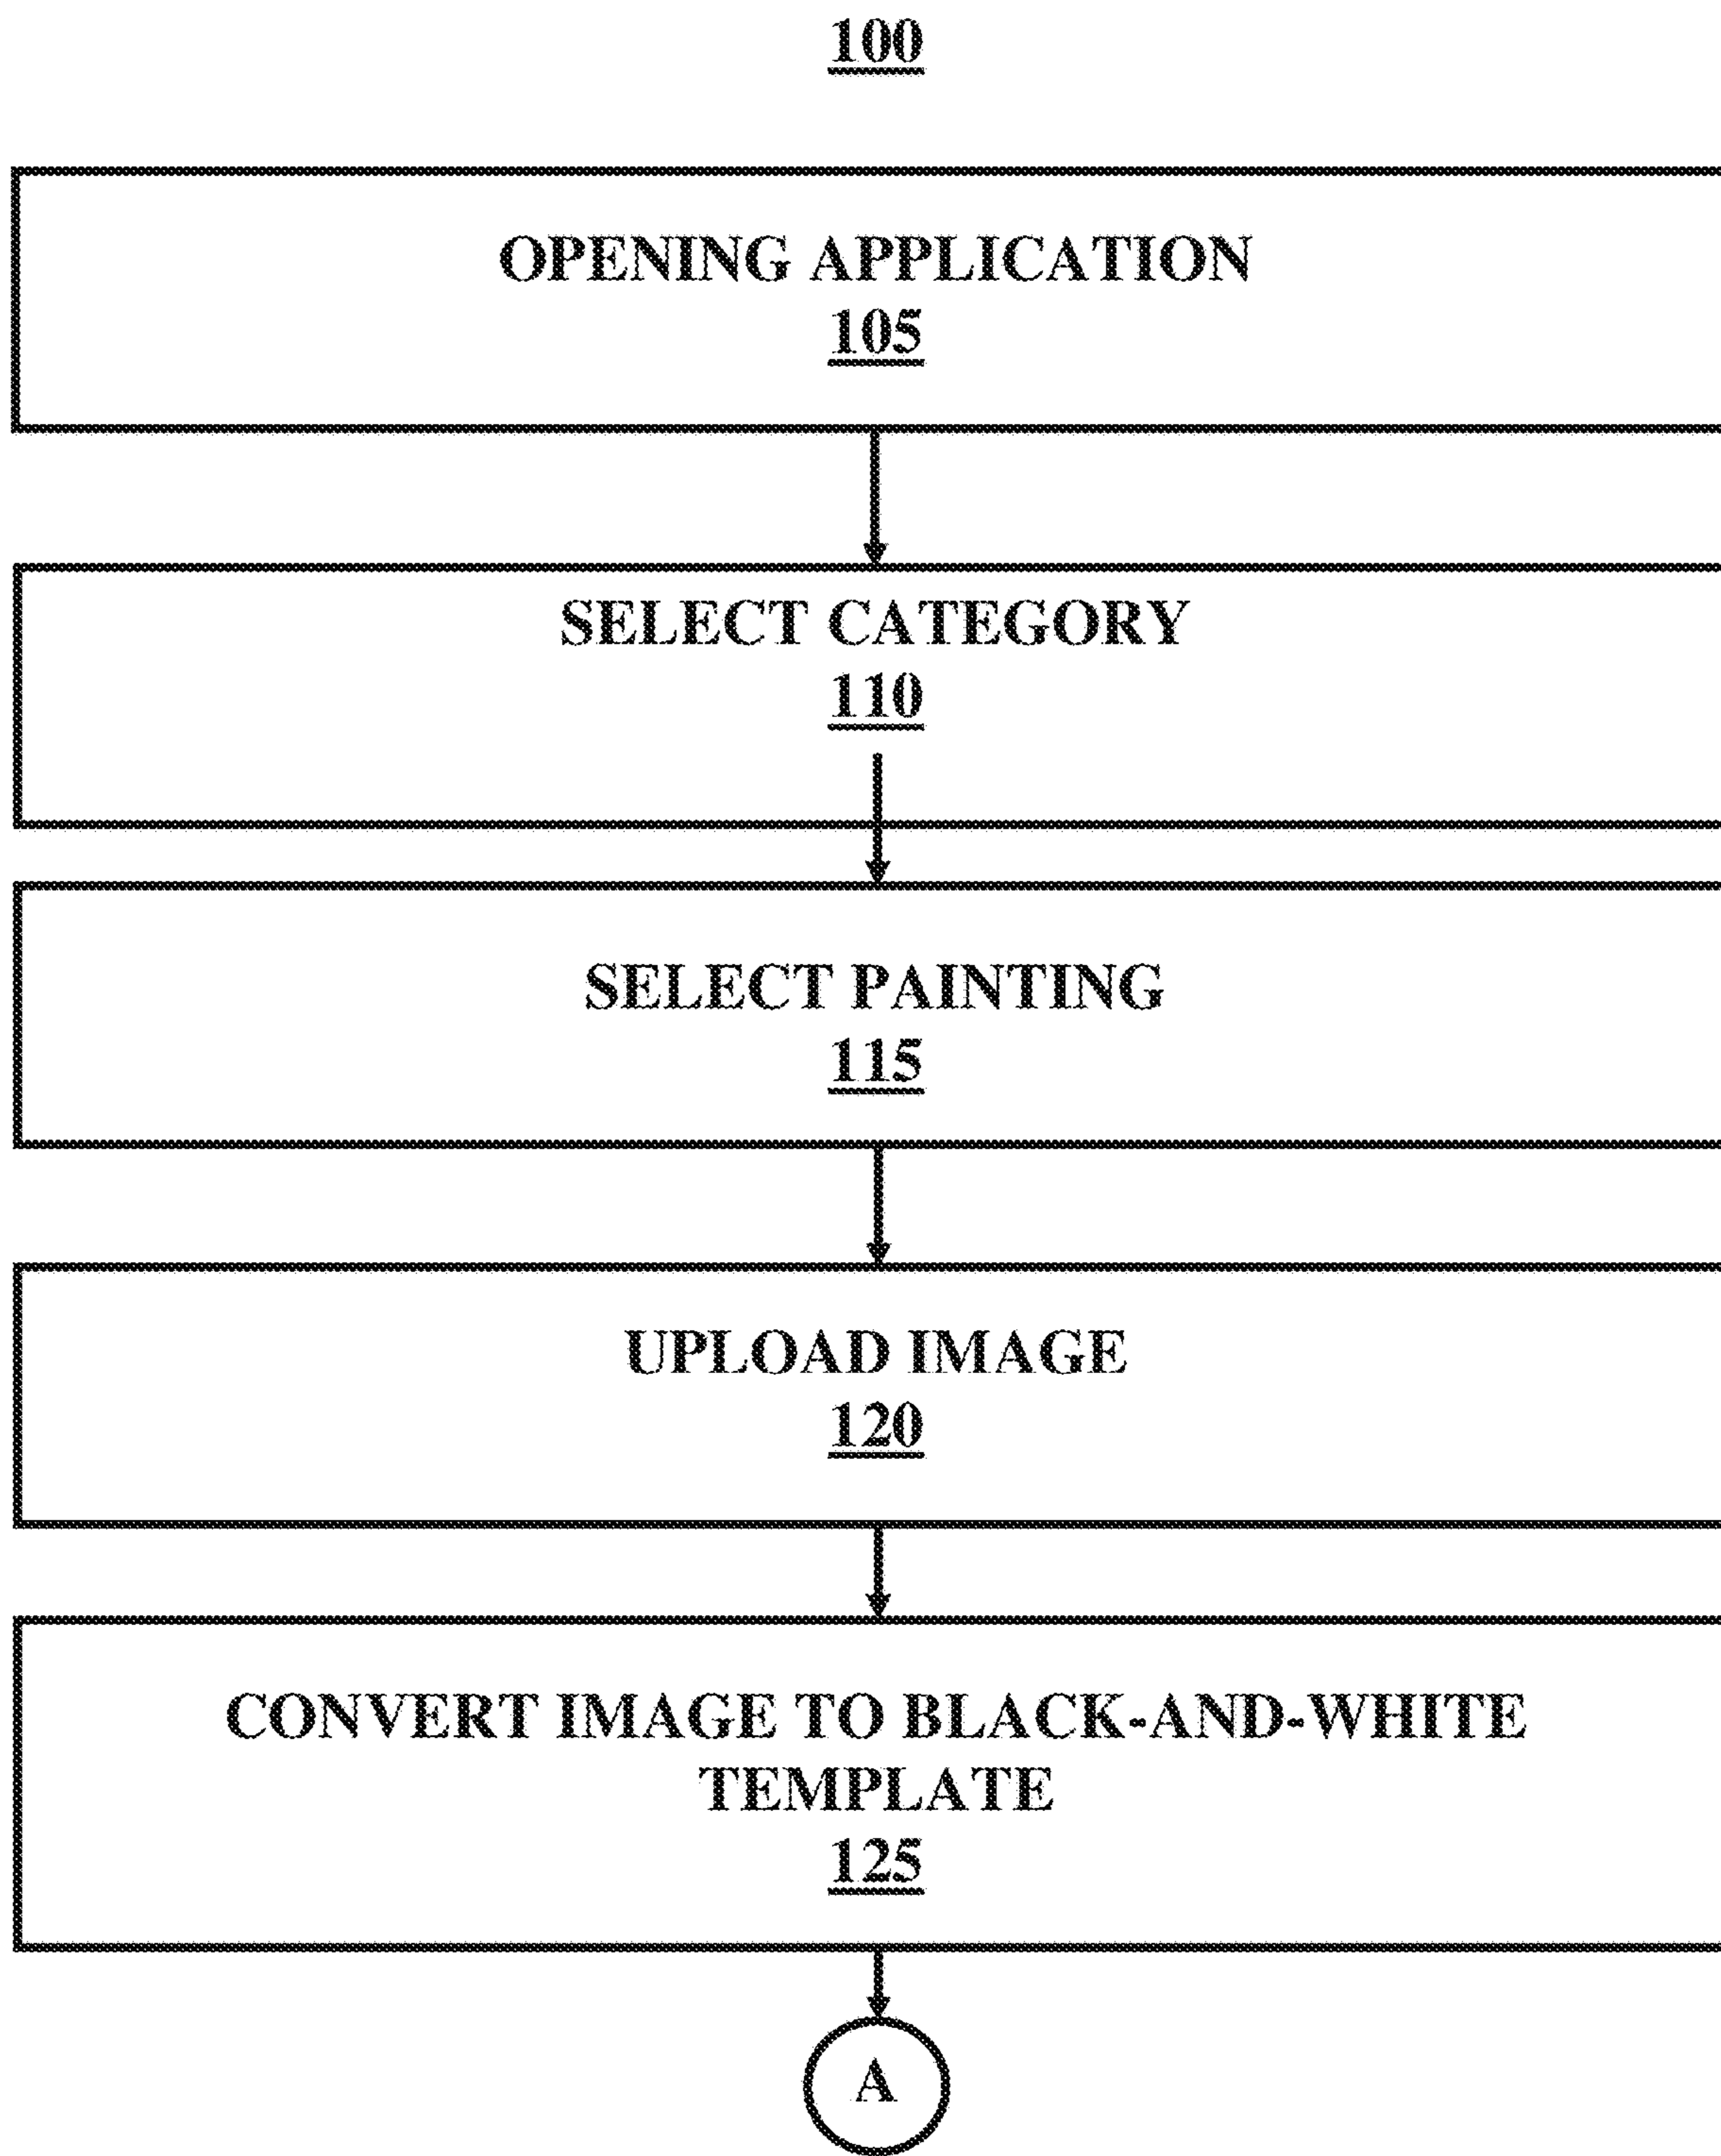 100
OPENING APPLICATION
105
SELECT CATEGORY
110
SELECT PAINTING
115
UPLOAD IMAGE
120
CONVERT IMAGE TO BLACK-AND-WHITE
TEMPLATE
125
A